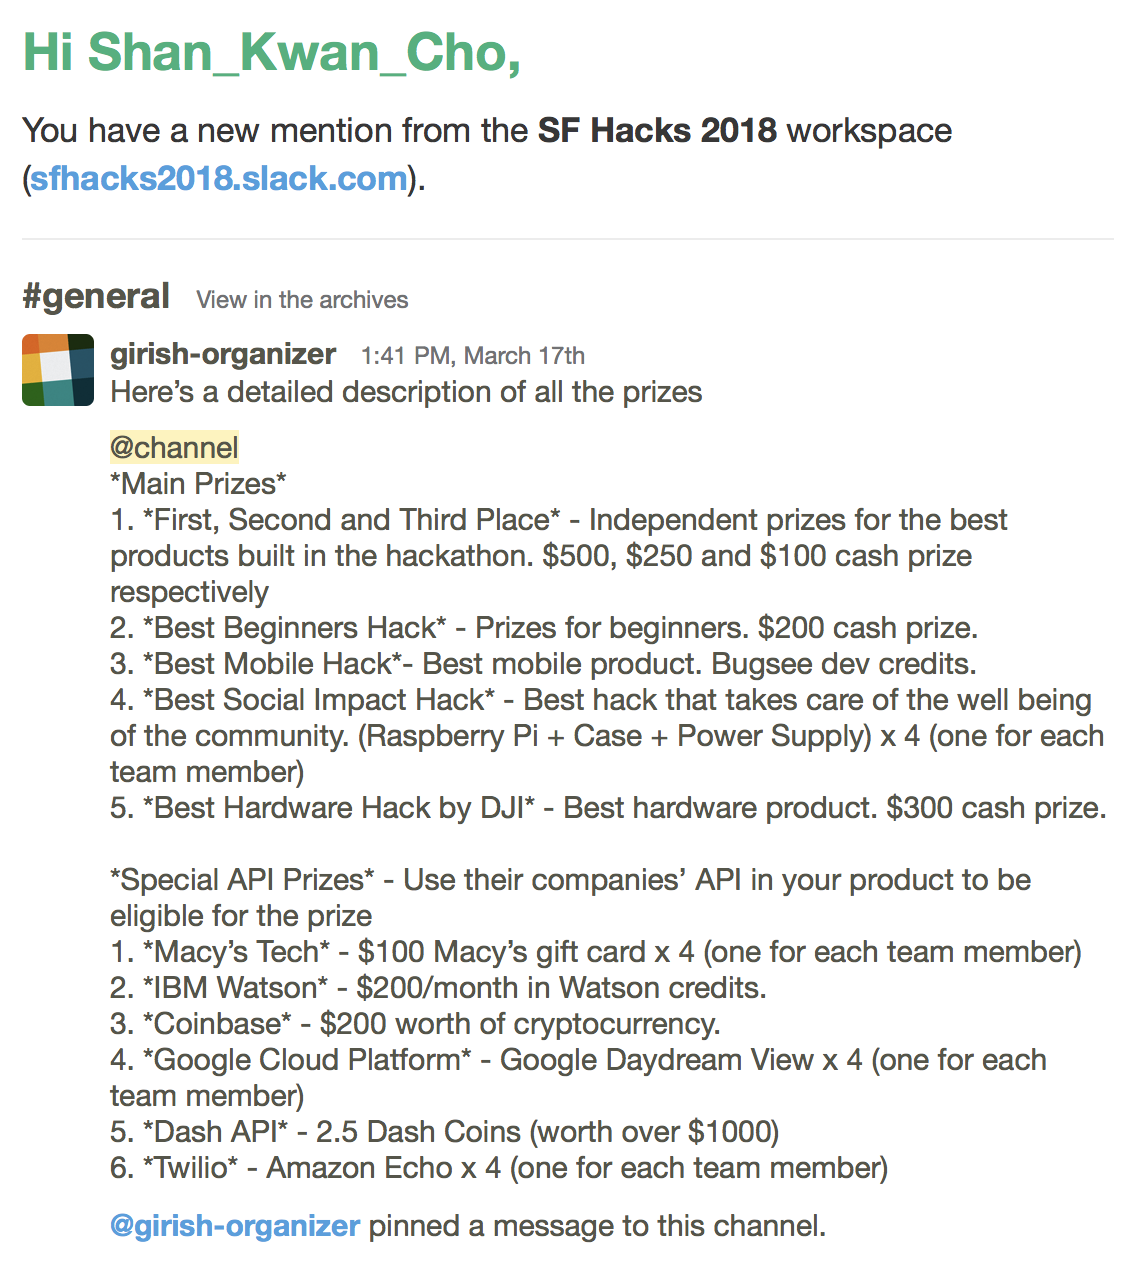 Hi Shan_Kwan_Cho,
You have a new mention from the SF Hacks 2018 workspace
(sfhacks2018.slack.com).
#general View in the archives
girish-organizer 1:41 PM, March 17th
Here’s a detailed description of all the prizes
@channel
*Main Prizes*
1. *First, Second and Third Place* - Independent prizes for the best
products built in the hackathon. $500, $250 and $100 cash prize
respectively
2. *Best Beginners Hack* - Prizes for beginners. $200 cash prize.
3. *Best Mobile Hack*- Best mobile product. Bugsee dev credits.
4. *Best Social Impact Hack* - Best hack that takes care of the well being
of the community. (Raspberry Pi + Case + Power Supply) x 4 (one for each
team member)
5. *Best Hardware Hack by DJI* - Best hardware product. $300 cash prize.
*Special API Prizes* - Use their companies’ API in your product to be
eligible for the prize
1. *Macy’s Tech* - $100 Macy’s gift card x 4 (one for each team member)
2. *IBM Watson* - $200/month in Watson credits.
3. *Coinbase* - $200 worth of cryptocurrency.
4. *Google Cloud Platform* - Google Daydream View x 4 (one for each
team member)
5. *Dash API* - 2.5 Dash Coins (worth over $1000)
6. *Twilio* - Amazon Echo x 4 (one for each team member)
@girish-organizer pinned a message to this channel.